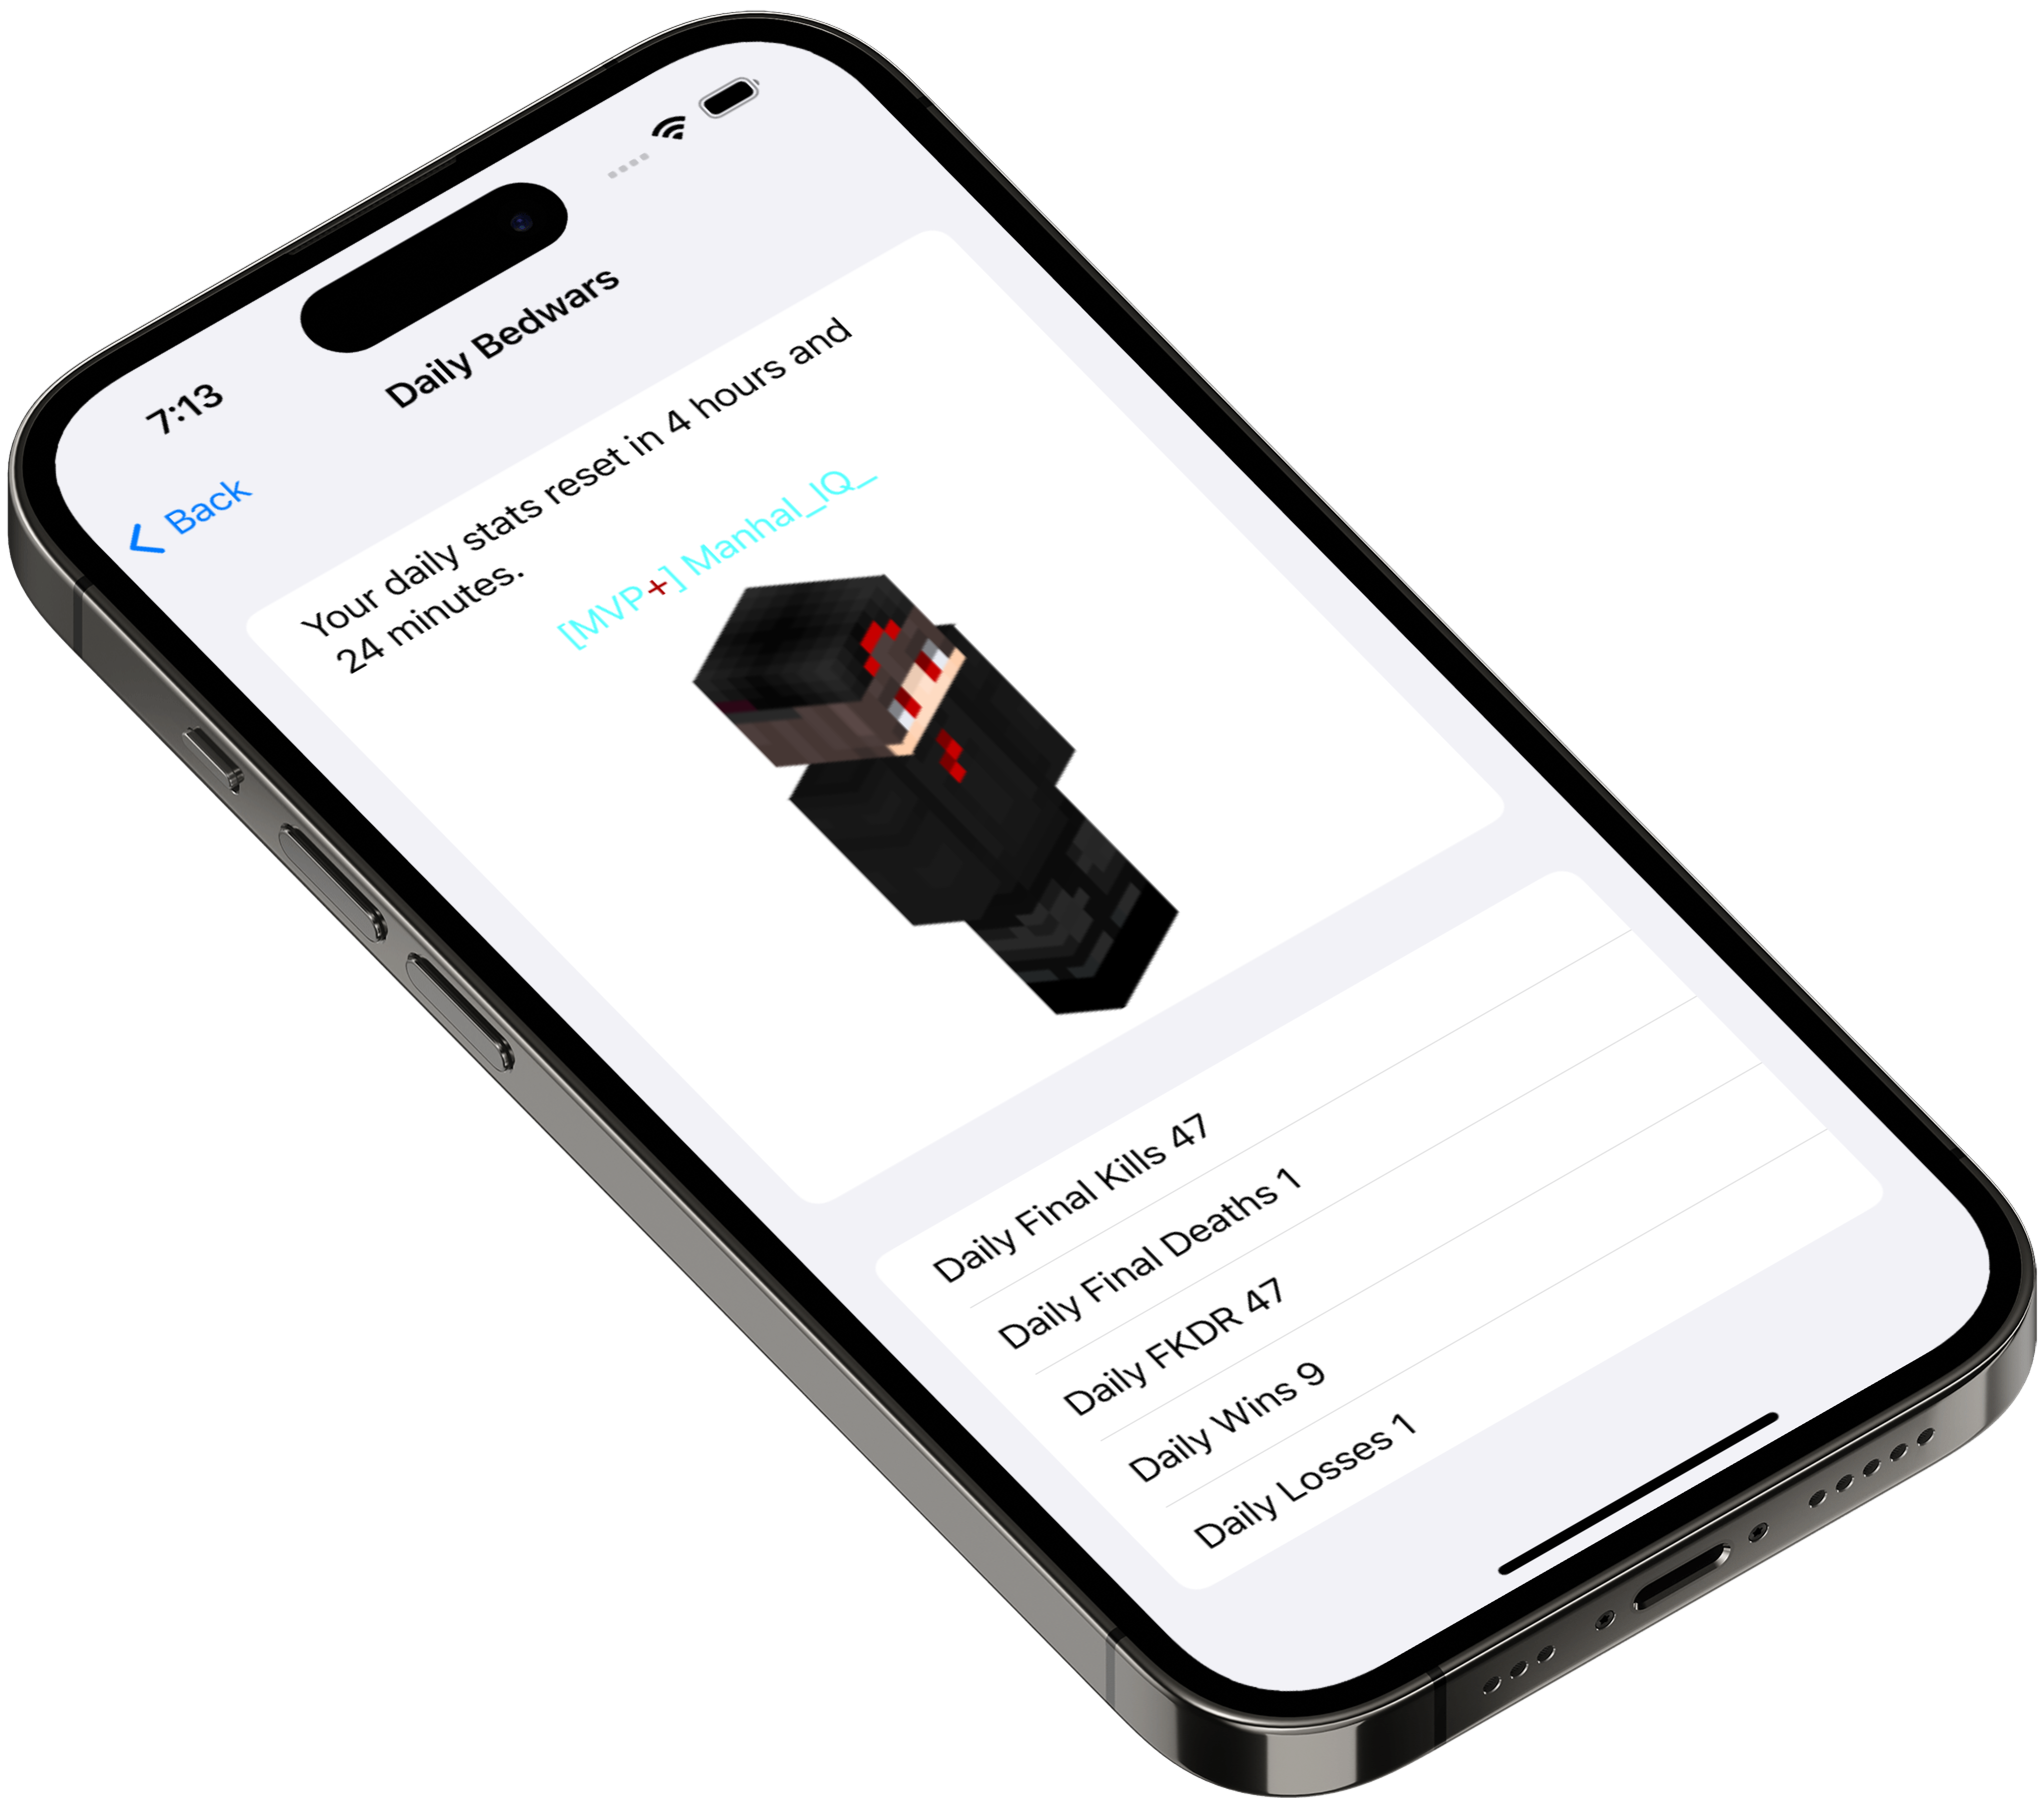 7:13
Back
Daily Bedwars
Your daily stats reset in 4 hours and
24 minutes.
[MVP+] Manhal_IQ_
Daily Final Kills 47
Daily Final Deaths 1
Daily FKDR 47
Daily Wins 9
Daily Losses 1